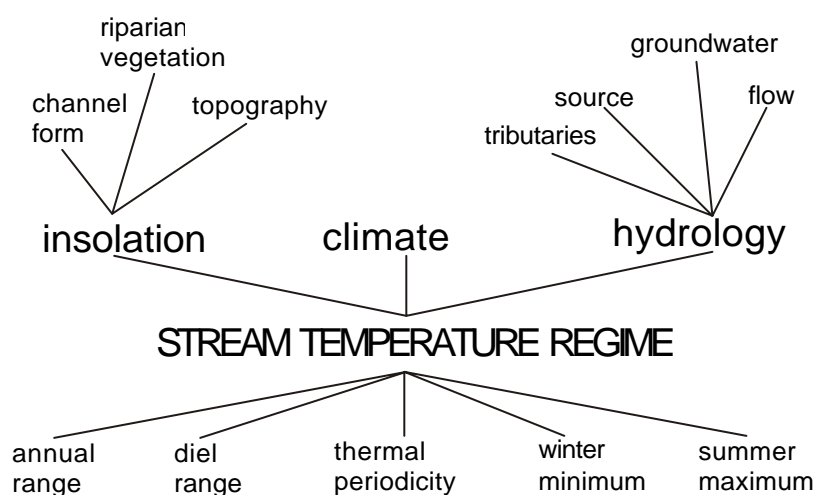 riparian
vegetation
channel
form
topography
groundwater
source
flow
tributaries
insolation
climate
hydrology
STREAM TEMPERATURE REGIME
annual
range
diel
range
thermal
periodicity
winter
minimum
summer
maximum